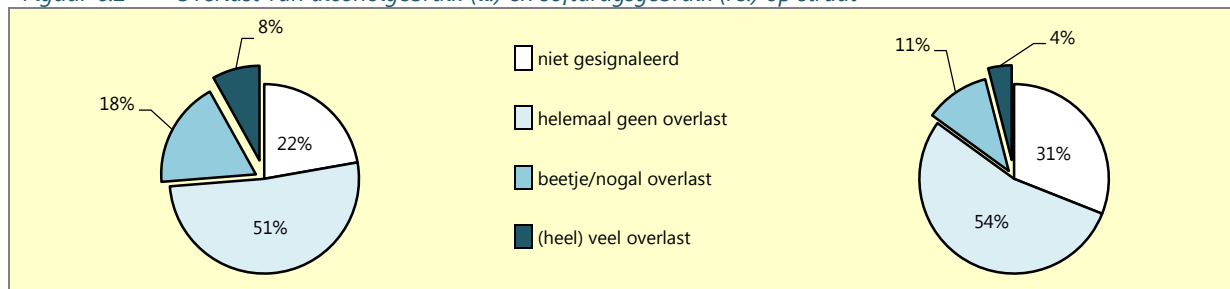 8%
18%
22%
51%
niet gesignaleerd
helemaal geen overlast
beetje/nogal overlast
(heel) veel overlast
4%
11%
31%
54%